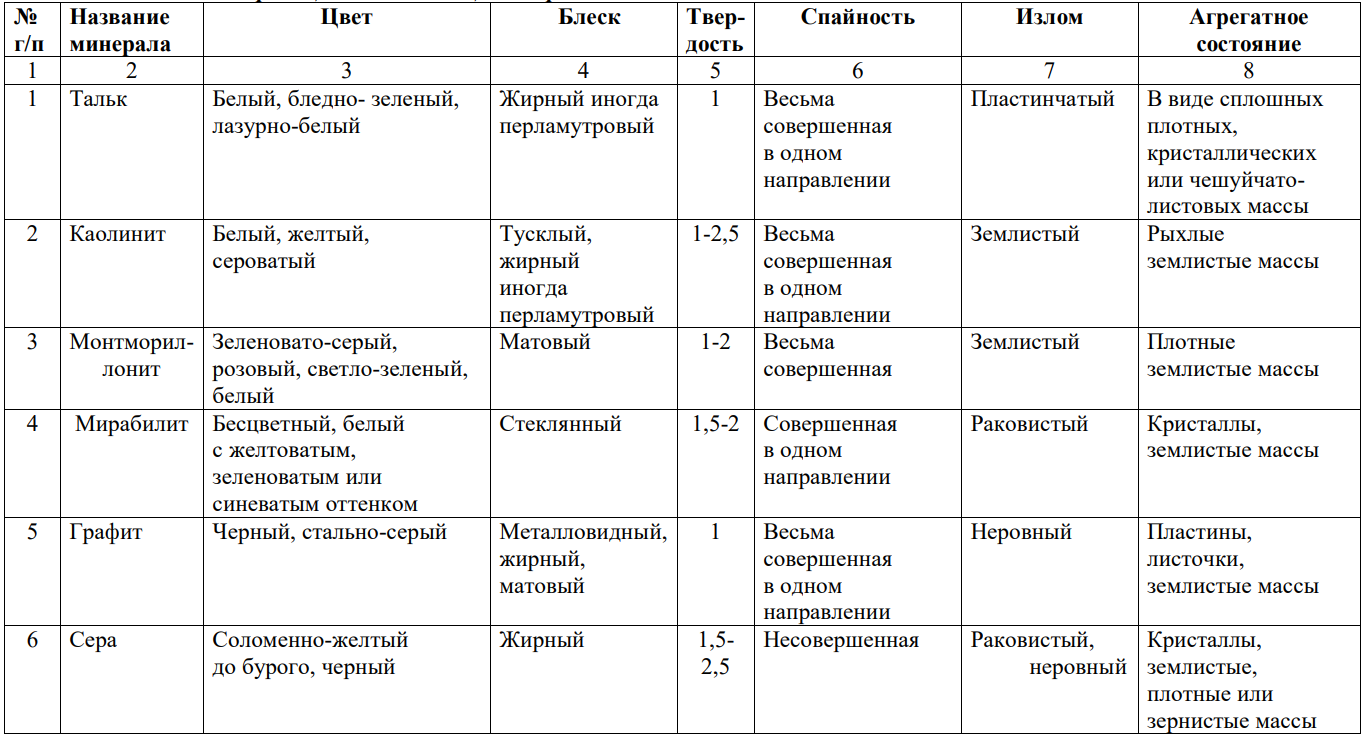 № Название Цвет Блеск Твер- Спайность Излом Агрегатное
г/п минерала дость состояние
1 2 3 4 5 6 7 8
1 Тальк Белый, бледно- зеленый, Жирный иногда 1 Весьма Пластинчатый В виде сплошных
лазурно-белый перламутровый совершенная плотных,
в одном кристаллических
направлении или чешуйчато-
листовых массы
2 Каолинит Белый, желтый, Тусклый, 1-2,5 Весьма Землистый Рыхлые
сероватый жирный совершенная землистые массы
иногда в одном
перламутровый направлении
3 Монтморил- Зеленовато-серый, Матовый 1-2 Весьма Землистый Плотные
лонит розовый, светло-зеленый, совершенная землистые массы
белый
4 Мирабилит Бесцветный, белый Стеклянный 1,5-2 Совершенная Раковистый Кристаллы,
с желтоватым, в одном землистые массы
зеленоватым или направлении
синеватым оттенком
5 Графит Черный, стально-серый Металловидный, 1 Весьма Неровный Пластины,
жирный, совершенная листочки,
матовый в одном землистые массы
направлении
6 Сера Соломенно-желтый Жирный 1,5- Несовершенная Раковистый, Кристаллы,
до бурого, черный 2,5 неровный землистые,
плотные или
зернистые массы